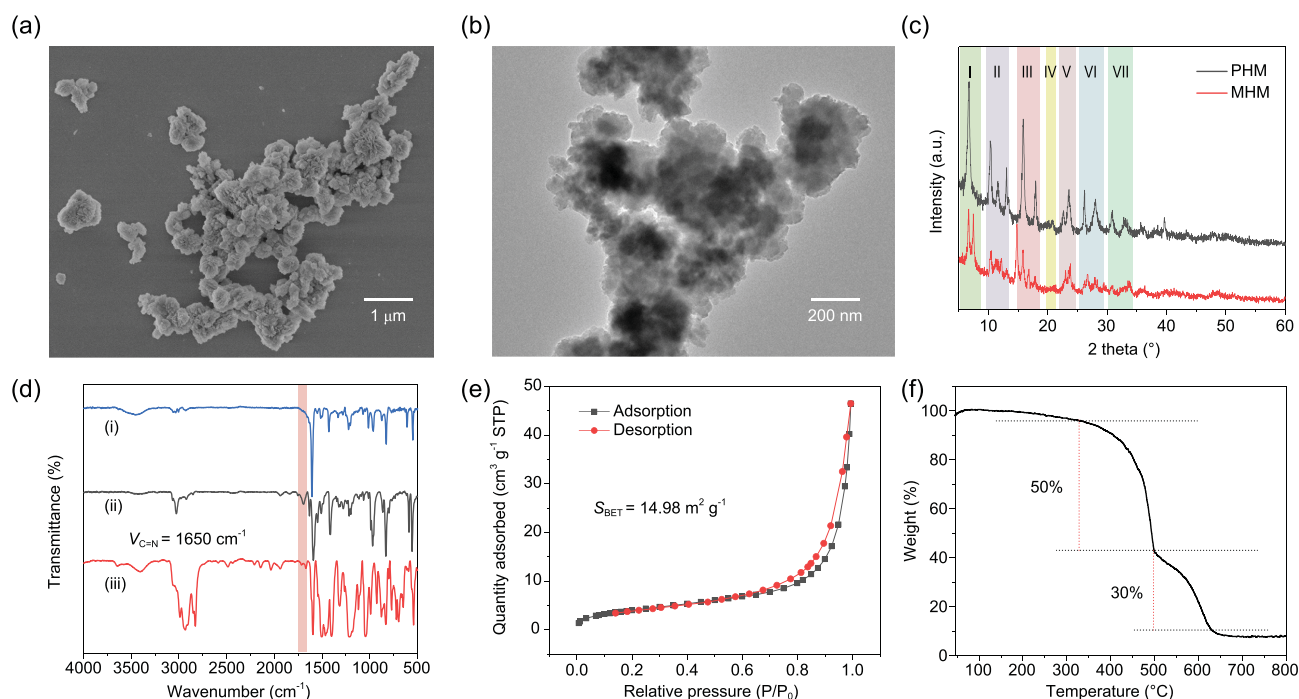 (a)
1 μm
(b)
200 nm
(c)
I II III IV V VI VII
PHM
MHM
Intensity (a.u.)
10 20 30 40 50 60
2 theta (°)
(d)
(i)
(ii)
V C=N = 1650 cm-1
(iii)
Transmittance (%)
4000 3500 3000 2500 2000 1500 1000 500
Wavenumber (cm-1)
(e)
50
40
30
20
10
0
Adsorption
Desorption
SBET = 14.98 m2 g-1
Quantity adsorbed (cm3 g-1 STP)
0.0 0.2 0.4 0.6 0.8 1.0
Relative pressure (P/P0)
(f)
100
80
60
40
20
0
50%
30%
Weight (%)
100 200 300 400 500 600 700 800
Temperature (°C)